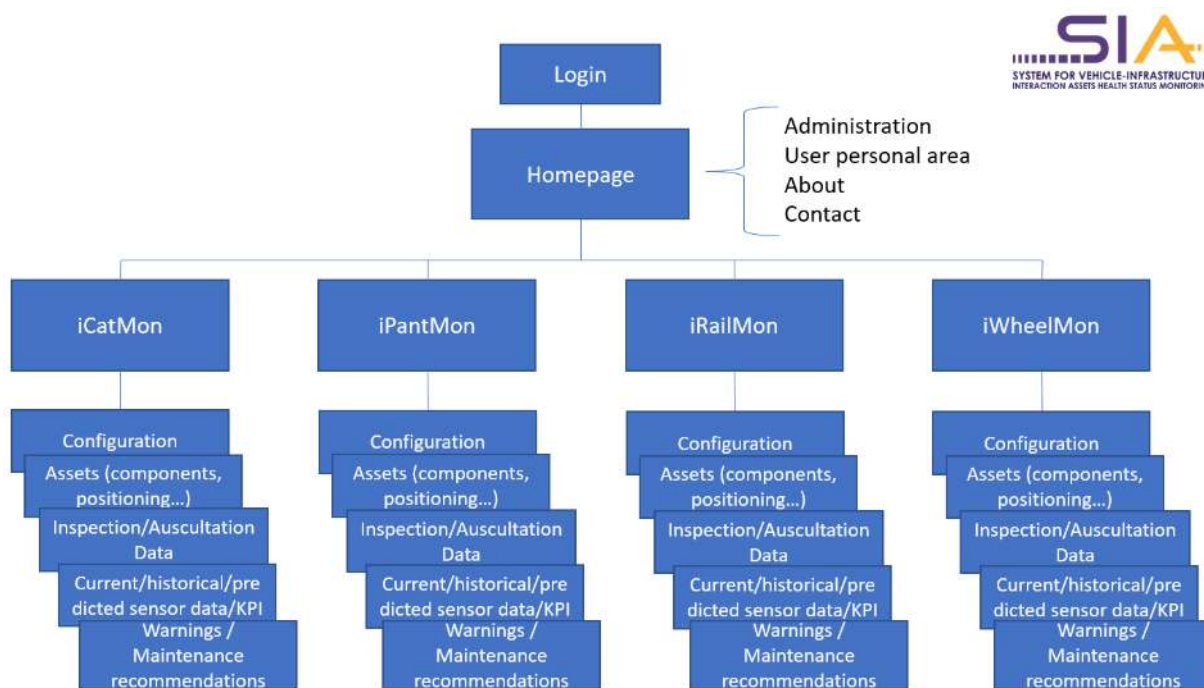 SIA
SYSTEM FOR VEHICLE-INFRASTRUCTURE
INTERACTION ASSETS HEALTH STATUS MONITORING
Login
Homepage
Administration
User personal area
About
Contact
iCatMon
iPantMon
iRailMon
iWheelMon
Configuration
Assets (components,
positioning...)
Inspection/Auscultation
Data
Current/historical/pre
dicted sensor data/KPI
Warnings /
Maintenance
recommendations
Configuration
Assets (components,
positioning...)
Inspection/Auscultation
Data
Current/historical/pre
dicted sensor data/KPI
Warnings /
Maintenance
recommendations
Configuration
Assets (components,
positioning...)
Inspection/Auscultation
Data
Current/historical/pre
dicted sensor data/KPI
Warnings /
Maintenance
recommendations
Configuration
Assets (components,
positioning...)
Inspection/Auscultation
Data
Current/historical/pre
dicted sensor data/KPI
Warnings /
Maintenance
recommendations